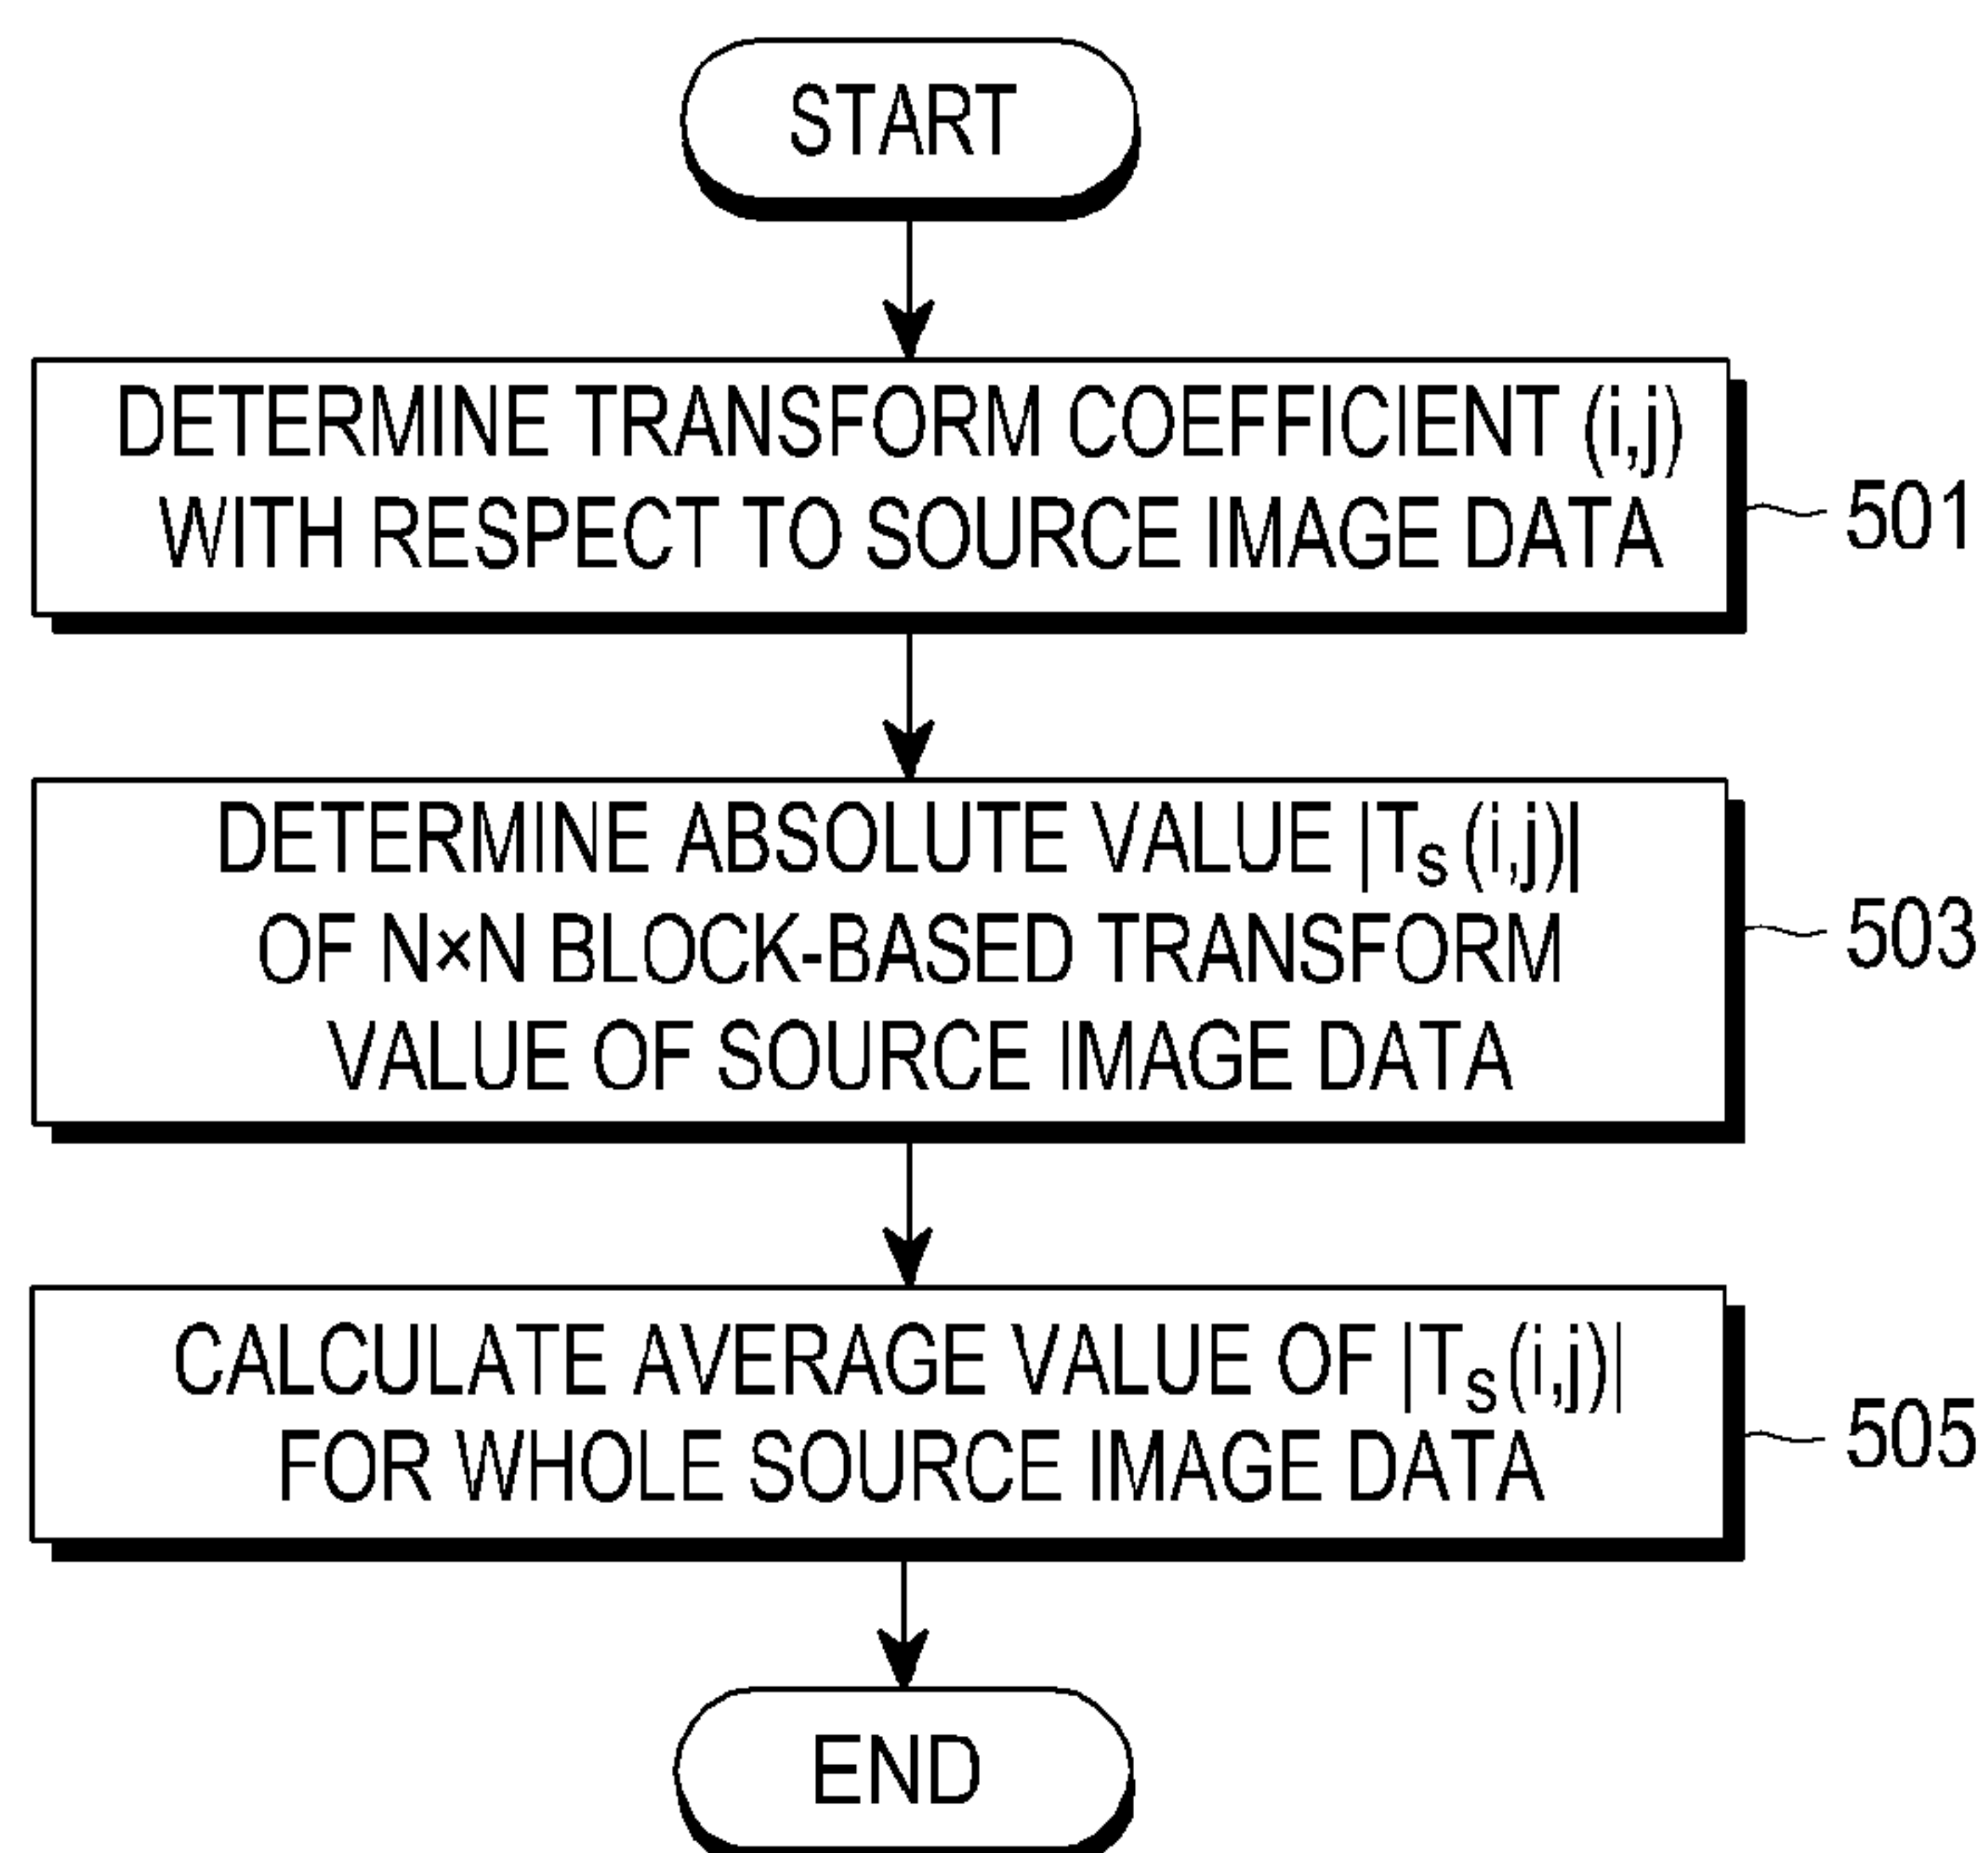 START
DETERMINE TRANSFORM COEFFICIENT (i,j)
WITH RESPECT TO SOURCE IMAGE DATA
501
DETERMINE ABSOLUTE VALUE |Ts (i,j)|
OF N×N BLOCK-BASED TRANSFORM
VALUE OF SOURCE IMAGE DATA
503
CALCULATE AVERAGE VALUE OF |Ts(i,j)|
FOR WHOLE SOURCE IMAGE DATA
505
END